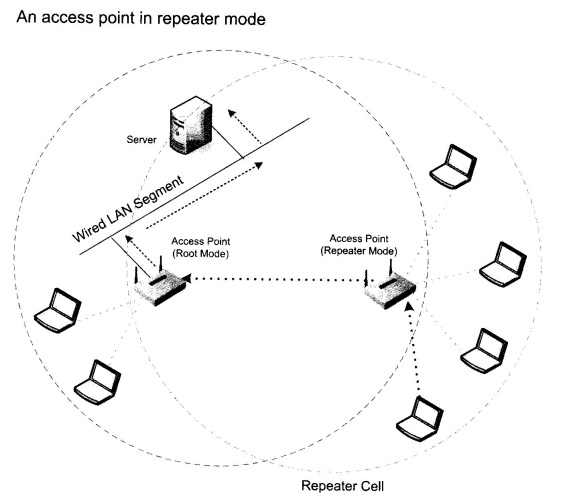 An access point in repeater mode
Server
Wired LAN Segment
Access Point
(Root Mode)
Access Point
(Repeater Mode)
Repeater Cell